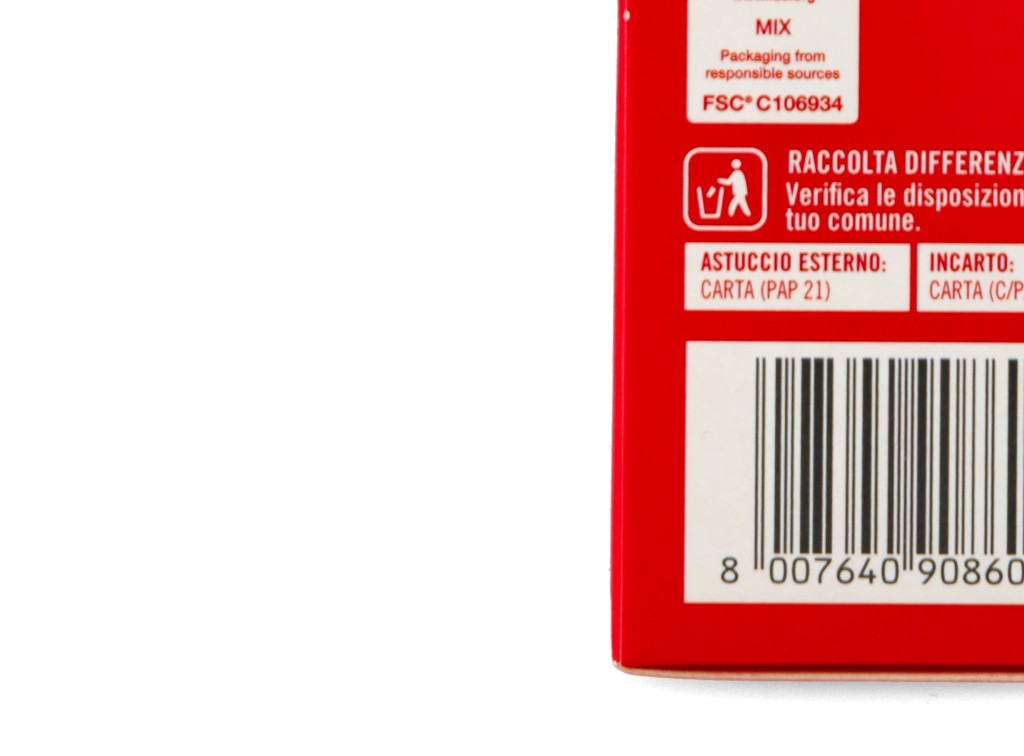 MIX
Packaging from
responsible sources
FSC® C106934
RACCOLTA DIFFERENZ
Verifica le disposizion
tuo comune.
ASTUCCIO ESTERNO:
CARTA (PAP 21)
INCARTO:
CARTA (C/P
8 007640 90860